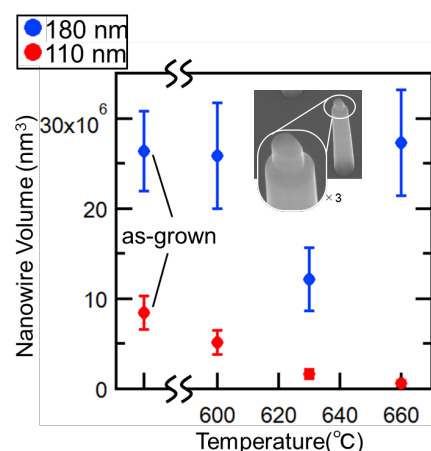 180 nm
110 nm
30x10⁶
20
10
0
Nanowire Volume (nm³)
as-grown
×3
600 620 640 660
Temperature(°C)